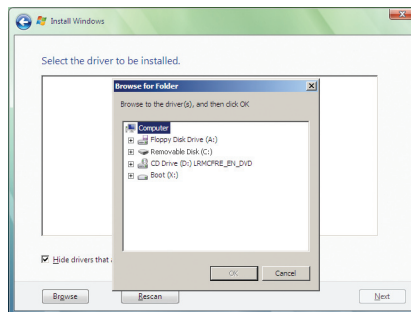 Install Windows
Select the driver to be installed.
Browse for Folder
Browse to the driver(s), and then click OK
Computer
Floppy Disk Drive (A:)
Removable Disk (C:)
CD Drive (D:) LRMCFRE_EN_DVD
Boot (X:)
Hide drivers that
OK
Cancel
Browse
Rescan
Next